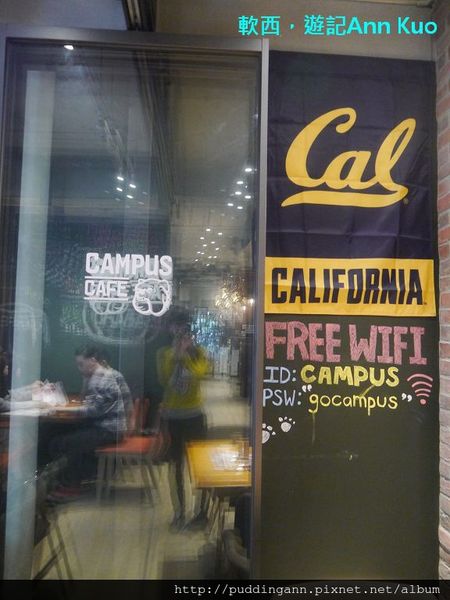 軟西，遊記Ann Kuo
Cal
CALIFORNIA
CAMPUS
CAFE
FREE WIFI
ID: CAMPUS
PSW: "gocampus"
http://puddingann.pixnet.net/album